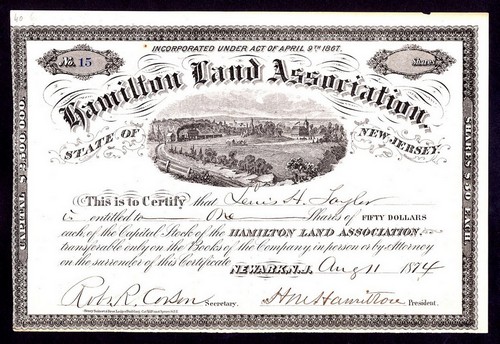 INCORPORATED UNDER ACT OF APRIL 9TH 1867.
No. 15
Shares
Hamilton Land Association,
STATE OF NEW JERSEY.
CAPITAL $ 2,500,000
SHARES $ 50 EACH
This is to Certify that Lewis H. Taylor
is entitled to One Shares of FIFTY DOLLARS
each of the Capital Stock of the HAMILTON LAND ASSOCIATION.
transferable only on the Books of the Company in person or by Attorney
on the surrender of this Certificate
NEWARK, N.J. Aug 11 1874
Robt R. Corson Secretary. H M Hamilton President.